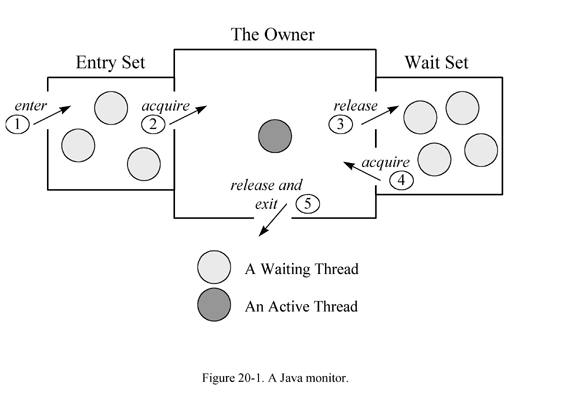 The Owner
Entry Set
Wait Set
enter
1
acquire
2
release
3
acquire
4
release and
exit
5
A Waiting Thread
An Active Thread
Figure 20-1. A Java monitor.